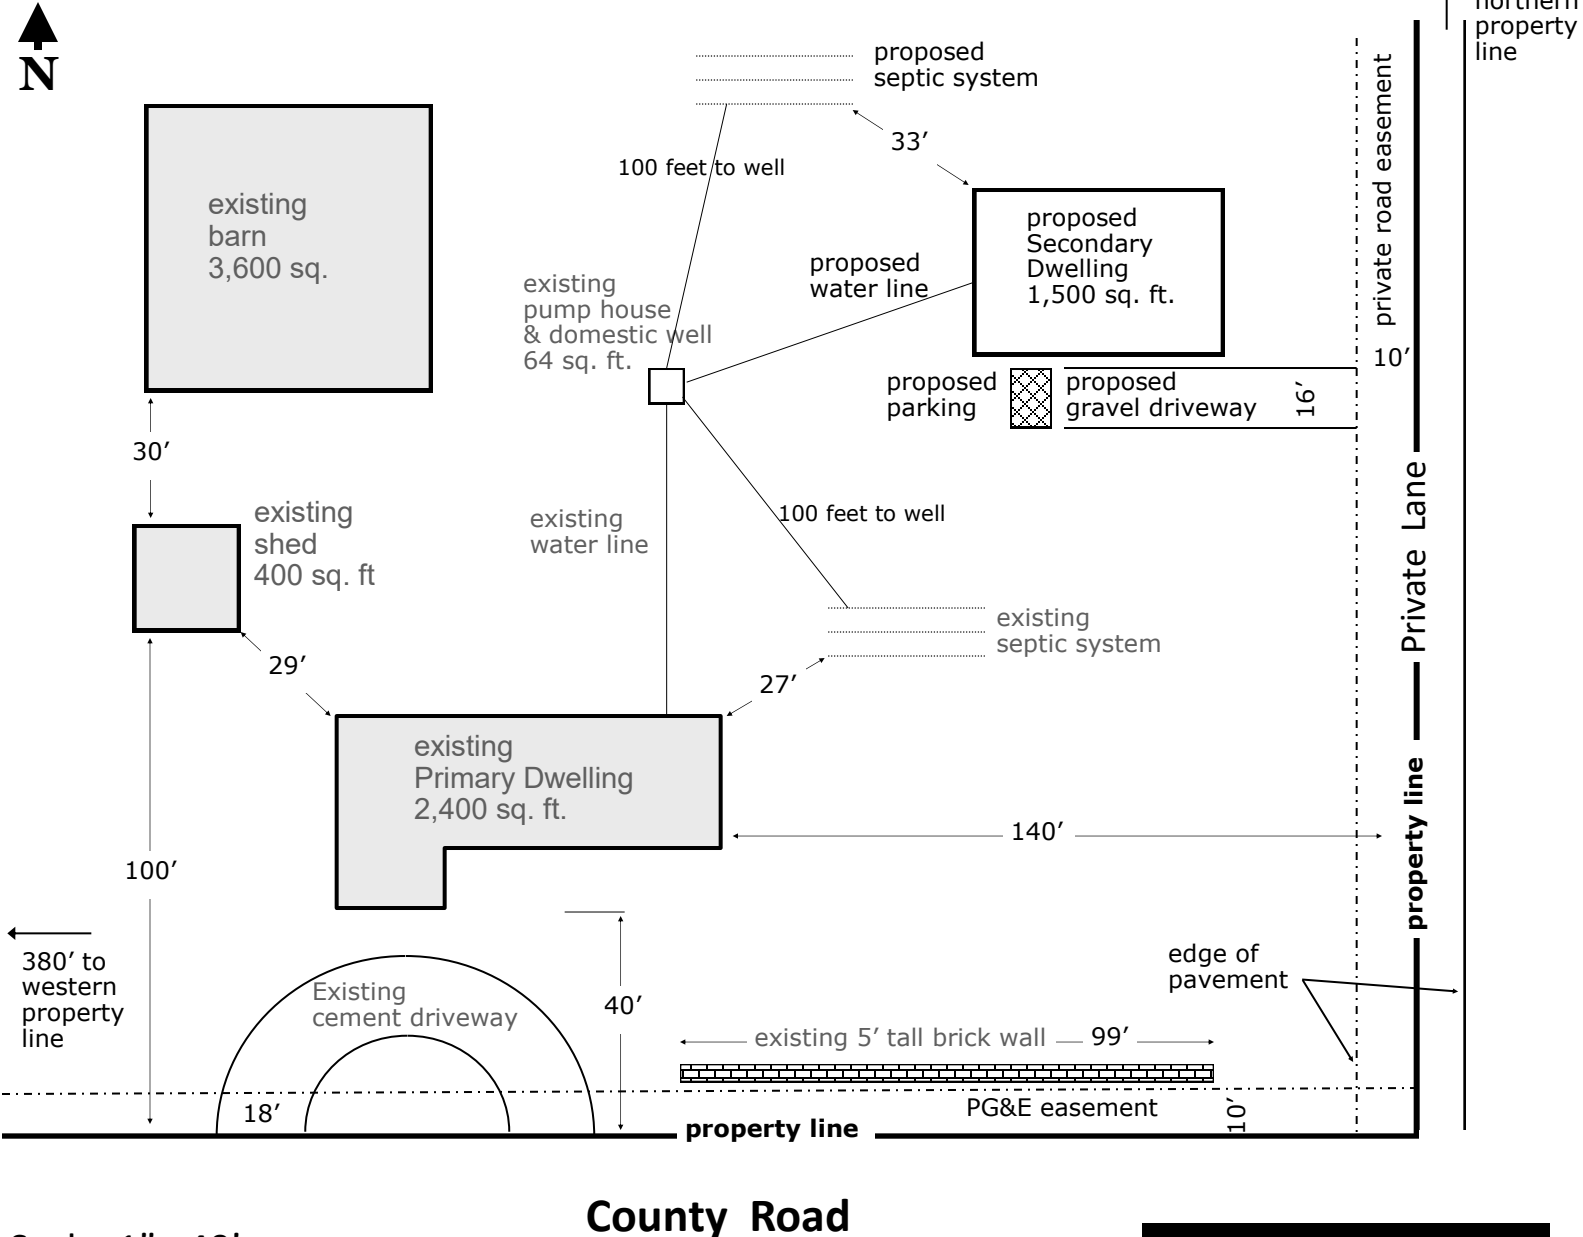 northern
property
line
N
proposed
septic system
33’
100 feet to well
private road easement
existing
barn
3,600 sq.
proposed
Secondary
Dwelling
1,500 sq. ft.
proposed
water line
existing
pump house
& domestic well
64 sq. ft.
10’
proposed
parking
proposed
gravel driveway
16’
30’
existing
shed
400 sq. ft
existing
water line
100 feet to well
Private Lane
existing
septic system
29’
27’
existing
Primary Dwelling
2,400 sq. ft.
140’
property line
100’
380’ to
western
property
line
edge of
pavement
Existing
cement driveway
40’
existing 5’ tall brick wall 99’
18’
PG&E easement
10’
property line
County Road